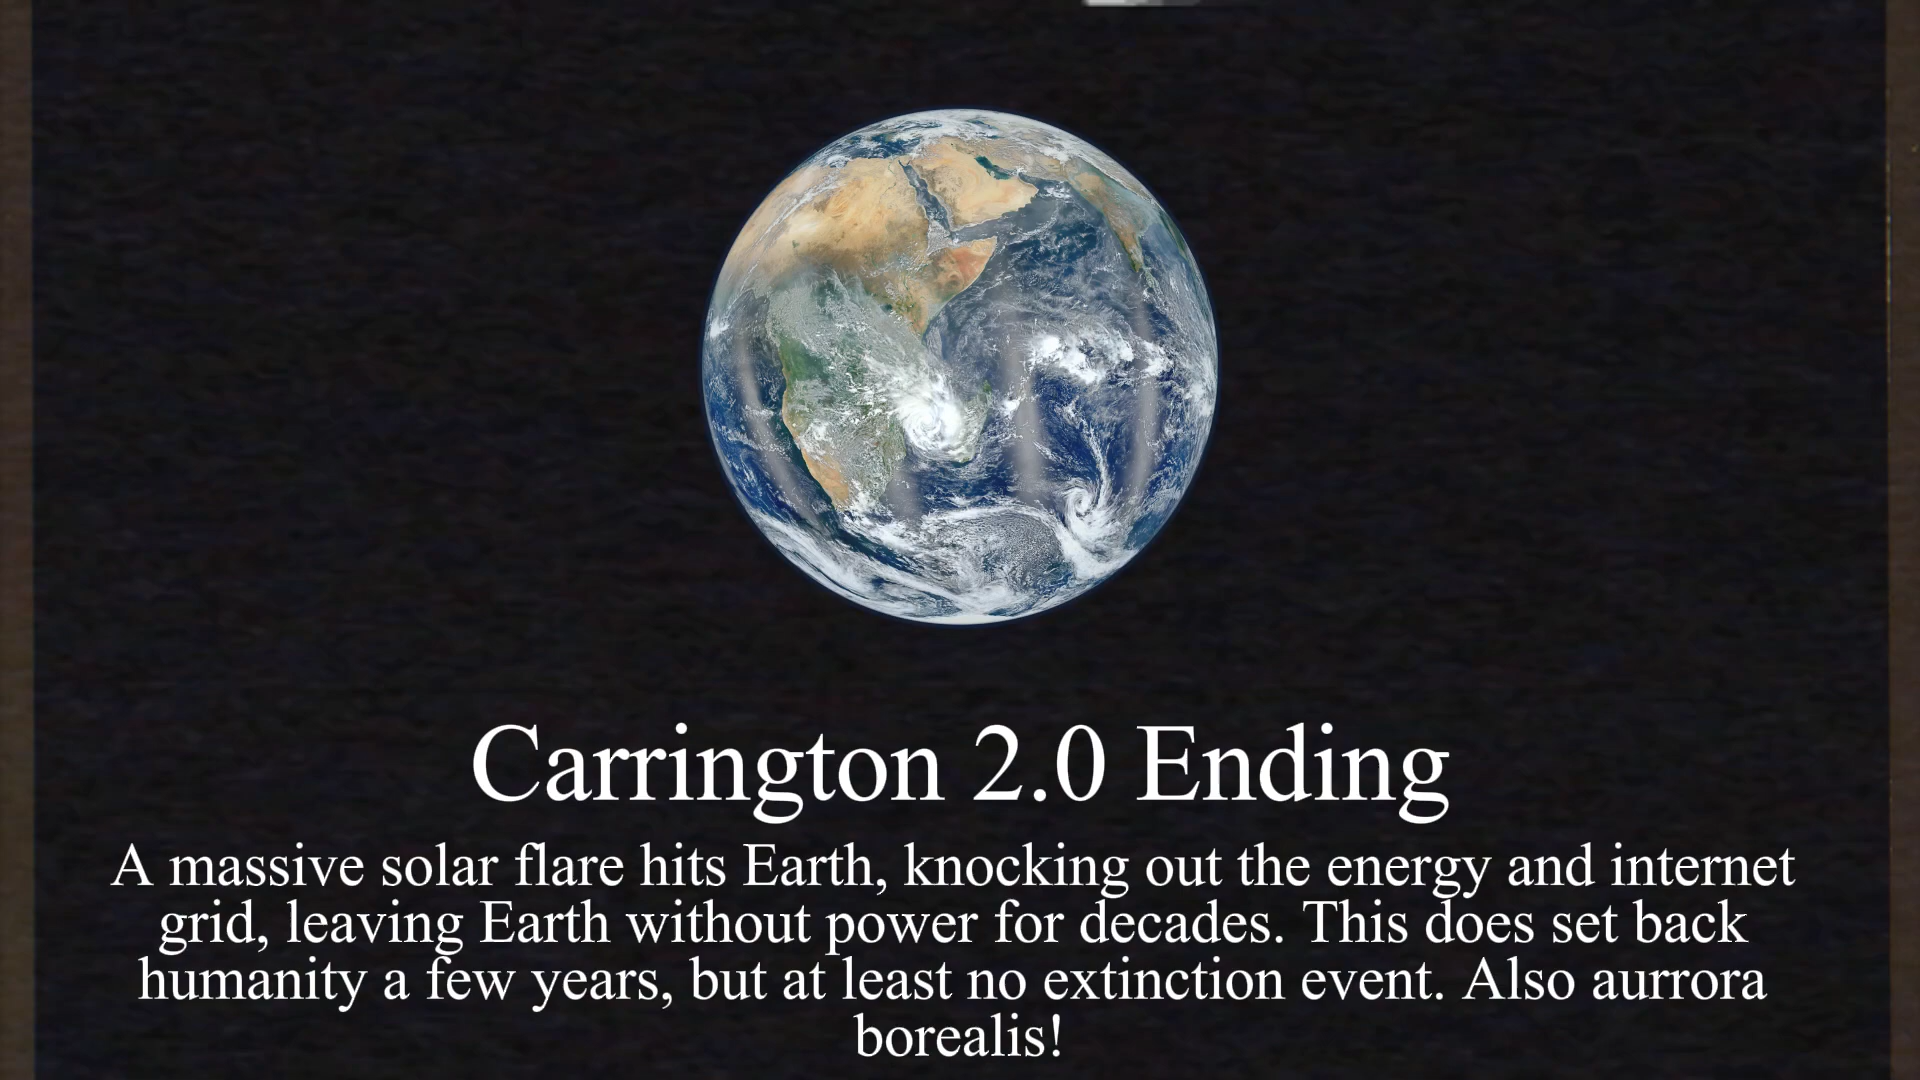 Carrington 2.0 Ending
A massive solar flare hits Earth, knocking out the energy and internet
grid, leaving Earth without power for decades. This does set back
humanity a few years, but at least no extinction event. Also aurrora
borealis!